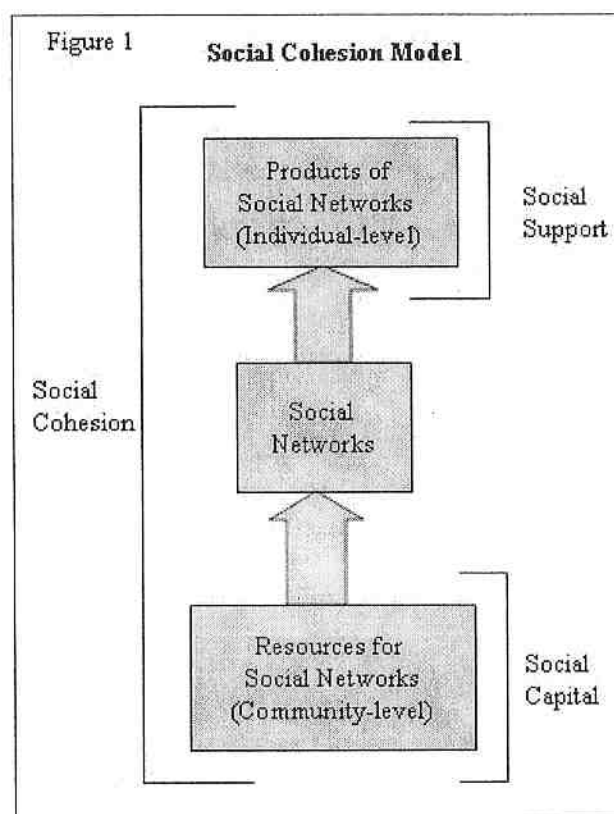 Figure 1
Social Cohesion Model
Products of
Social Networks
(Individual-level)
Social
Support
Social
Cohesion
Social
Networks
Resources for
Social Networks
(Community-level)
Social
Capital